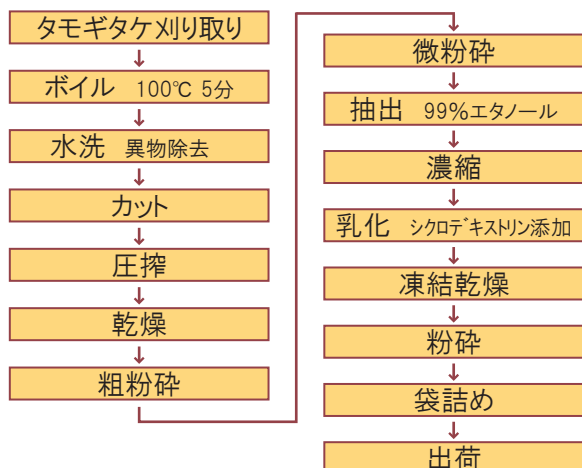 タモギタケ刈り取り
ボイル 100℃ 5分
水洗 異物除去
カット
圧搾
乾燥
粗粉砕
微粉砕
抽出 99%エタノール
濃縮
乳化 シクロデキストリン添加
凍結乾燥
粉砕
袋詰め
出荷